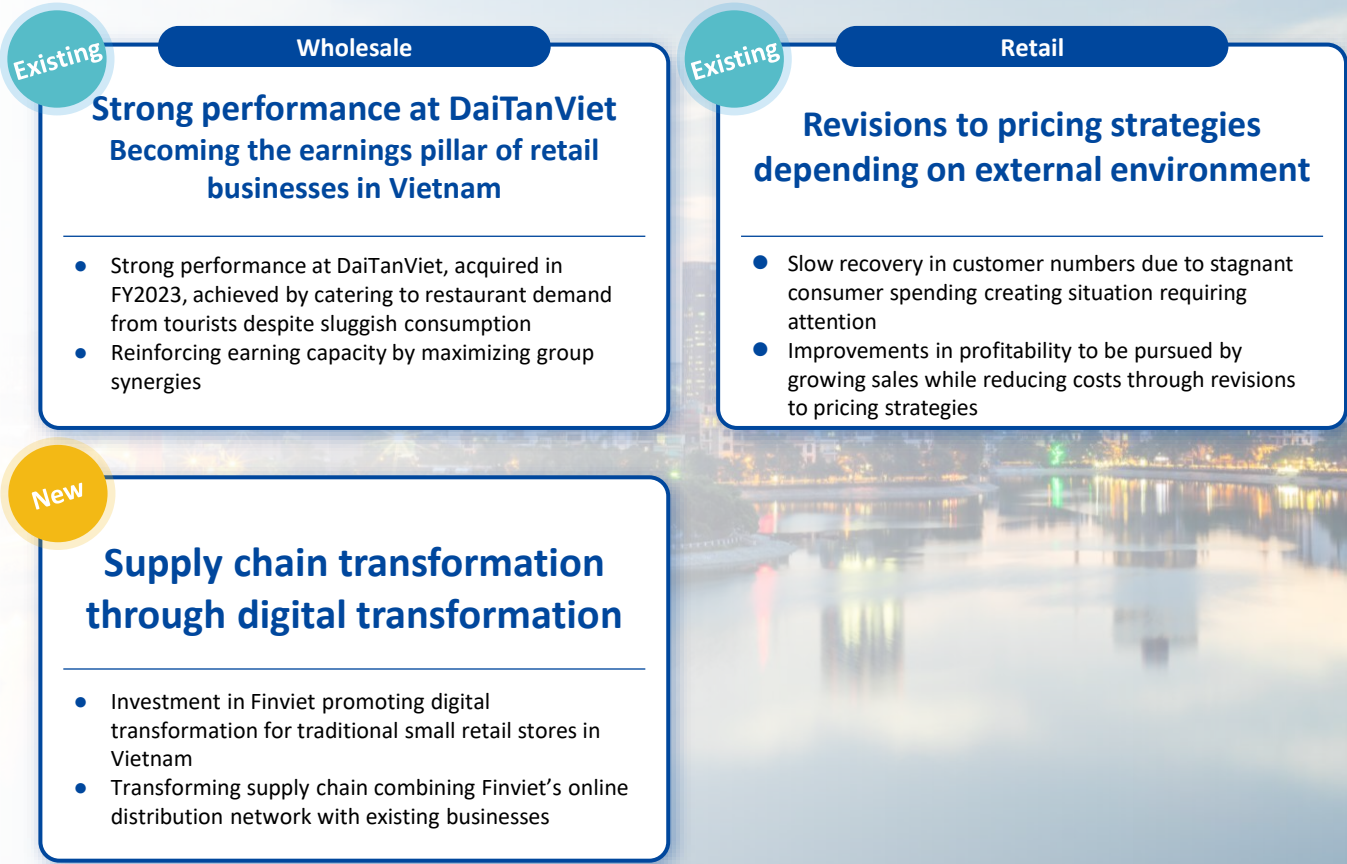 Existing
Wholesale
Strong performance at DaiTanViet
Becoming the earnings pillar of retail
businesses in Vietnam
● Strong performance at DaiTanViet, acquired in
FY2023, achieved by catering to restaurant demand
from tourists despite sluggish consumption
● Reinforcing earning capacity by maximizing group
synergies
Existing
Retail
Revisions to pricing strategies
depending on external environment
● Slow recovery in customer numbers due to stagnant
consumer spending creating situation requiring
attention
● Improvements in profitability to be pursued by
growing sales while reducing costs through revisions
to pricing strategies
New
Supply chain transformation
through digital transformation
● Investment in Finviet promoting digital
transformation for traditional small retail stores in
Vietnam
● Transforming supply chain combining Finviet’s online
distribution network with existing businesses